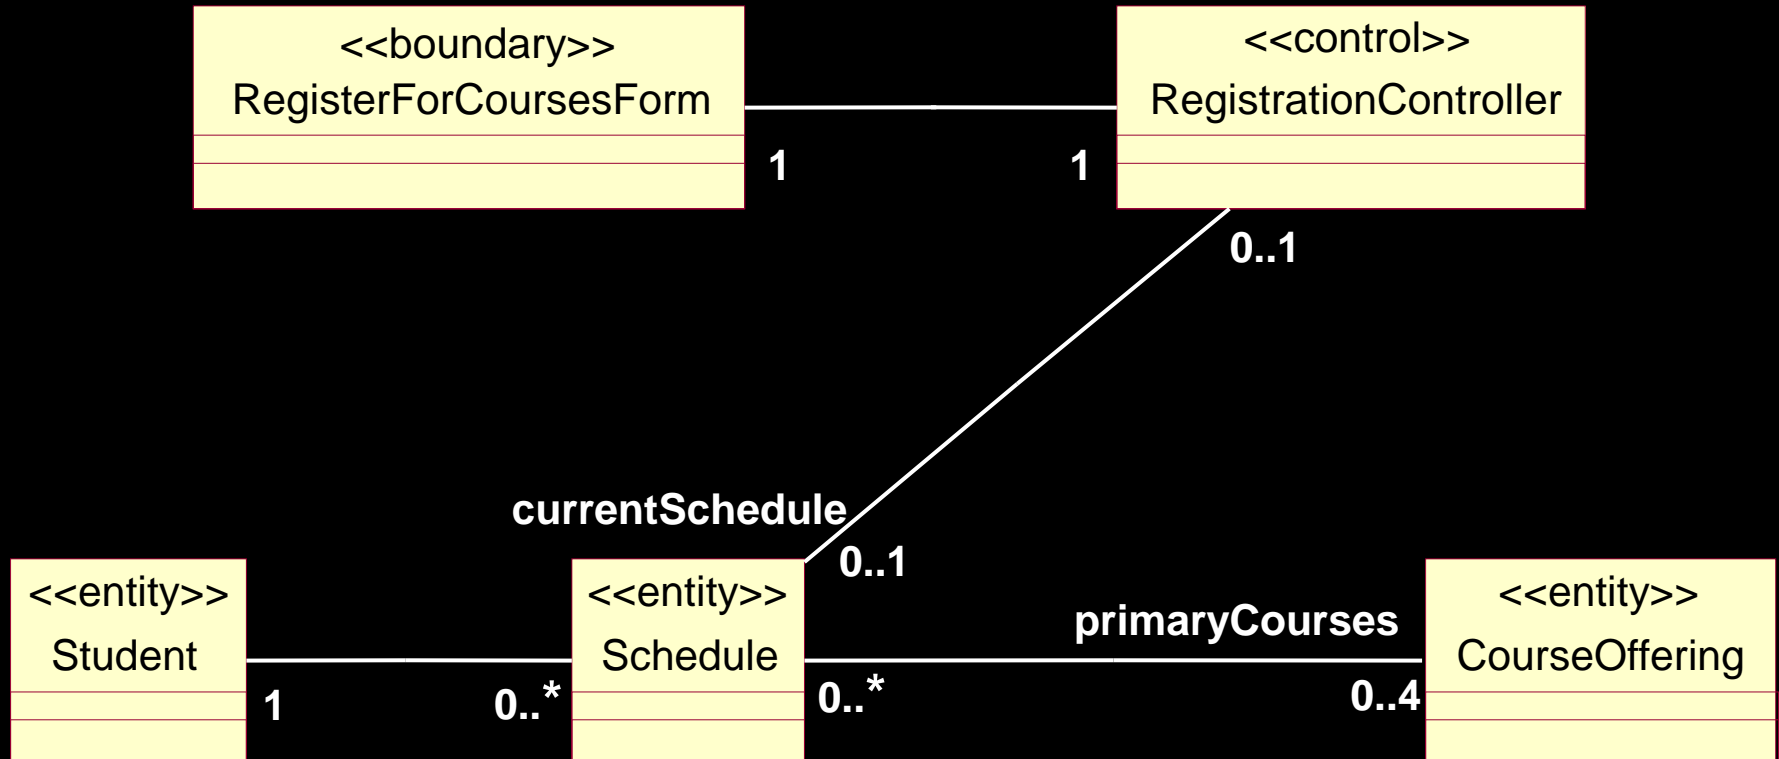 <<boundary>>
RegisterForCoursesForm
<<control>>
RegistrationController
1
1
0..1
currentSchedule
0..1
<<entity>>
Student
<<entity>>
Schedule
primaryCourses
<<entity>>
CourseOffering
1
0..*
0..*
0..4